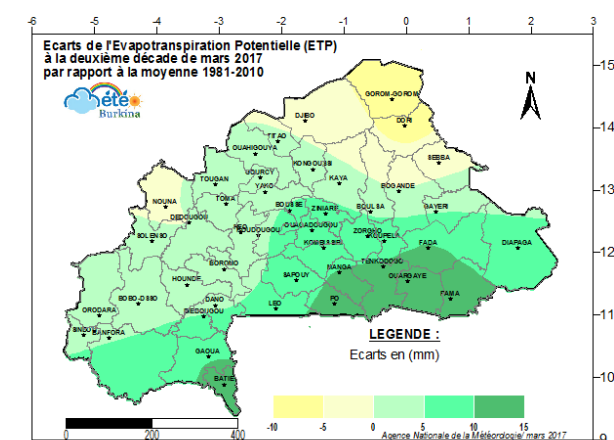 -6 -5 -4 -3 -2 -1 0 1 2 3
Ecarts de l'Evapotranspiration Potentielle (ETP)
à la deuxième décade de mars 2017
par rapport à la moyenne 1981-2010
Météo
Burkina
N
15
14
13
12
11
10
9
GOROM-GOROM
DORI
DJIBO
TITAO
OUAHIGOUYA
SEBBA
KONGOUSSI
GOURCY
TOUGAN
KAYA
YAKO
BOGANDE
NOUNA
TOMA
BOUSSE
ZINIARE
BOULSA
GAYERI
DEDOUGOU
SOLENSO
REO
KOUDOUGOU
OUAGADOUGOU
ZORGHO
KOUPELA
KOMBISSIRI
FADA
DIAPAGA
BOROMO
TENKODOGO
MANGA
HOUNDE
SAPOUY
OUARGAYE
BOBO-DSSO
DANO
LEO
PO
PAMA
ORODARA
DIEBOUGOU
SINDOU
BANFORA
GAOUA
BATIE
LEGENDE :
Ecarts en (mm)
-10 -5 0 5 10 15
0 200 400
Agence Nationale de la Météorologie/ mars 2017